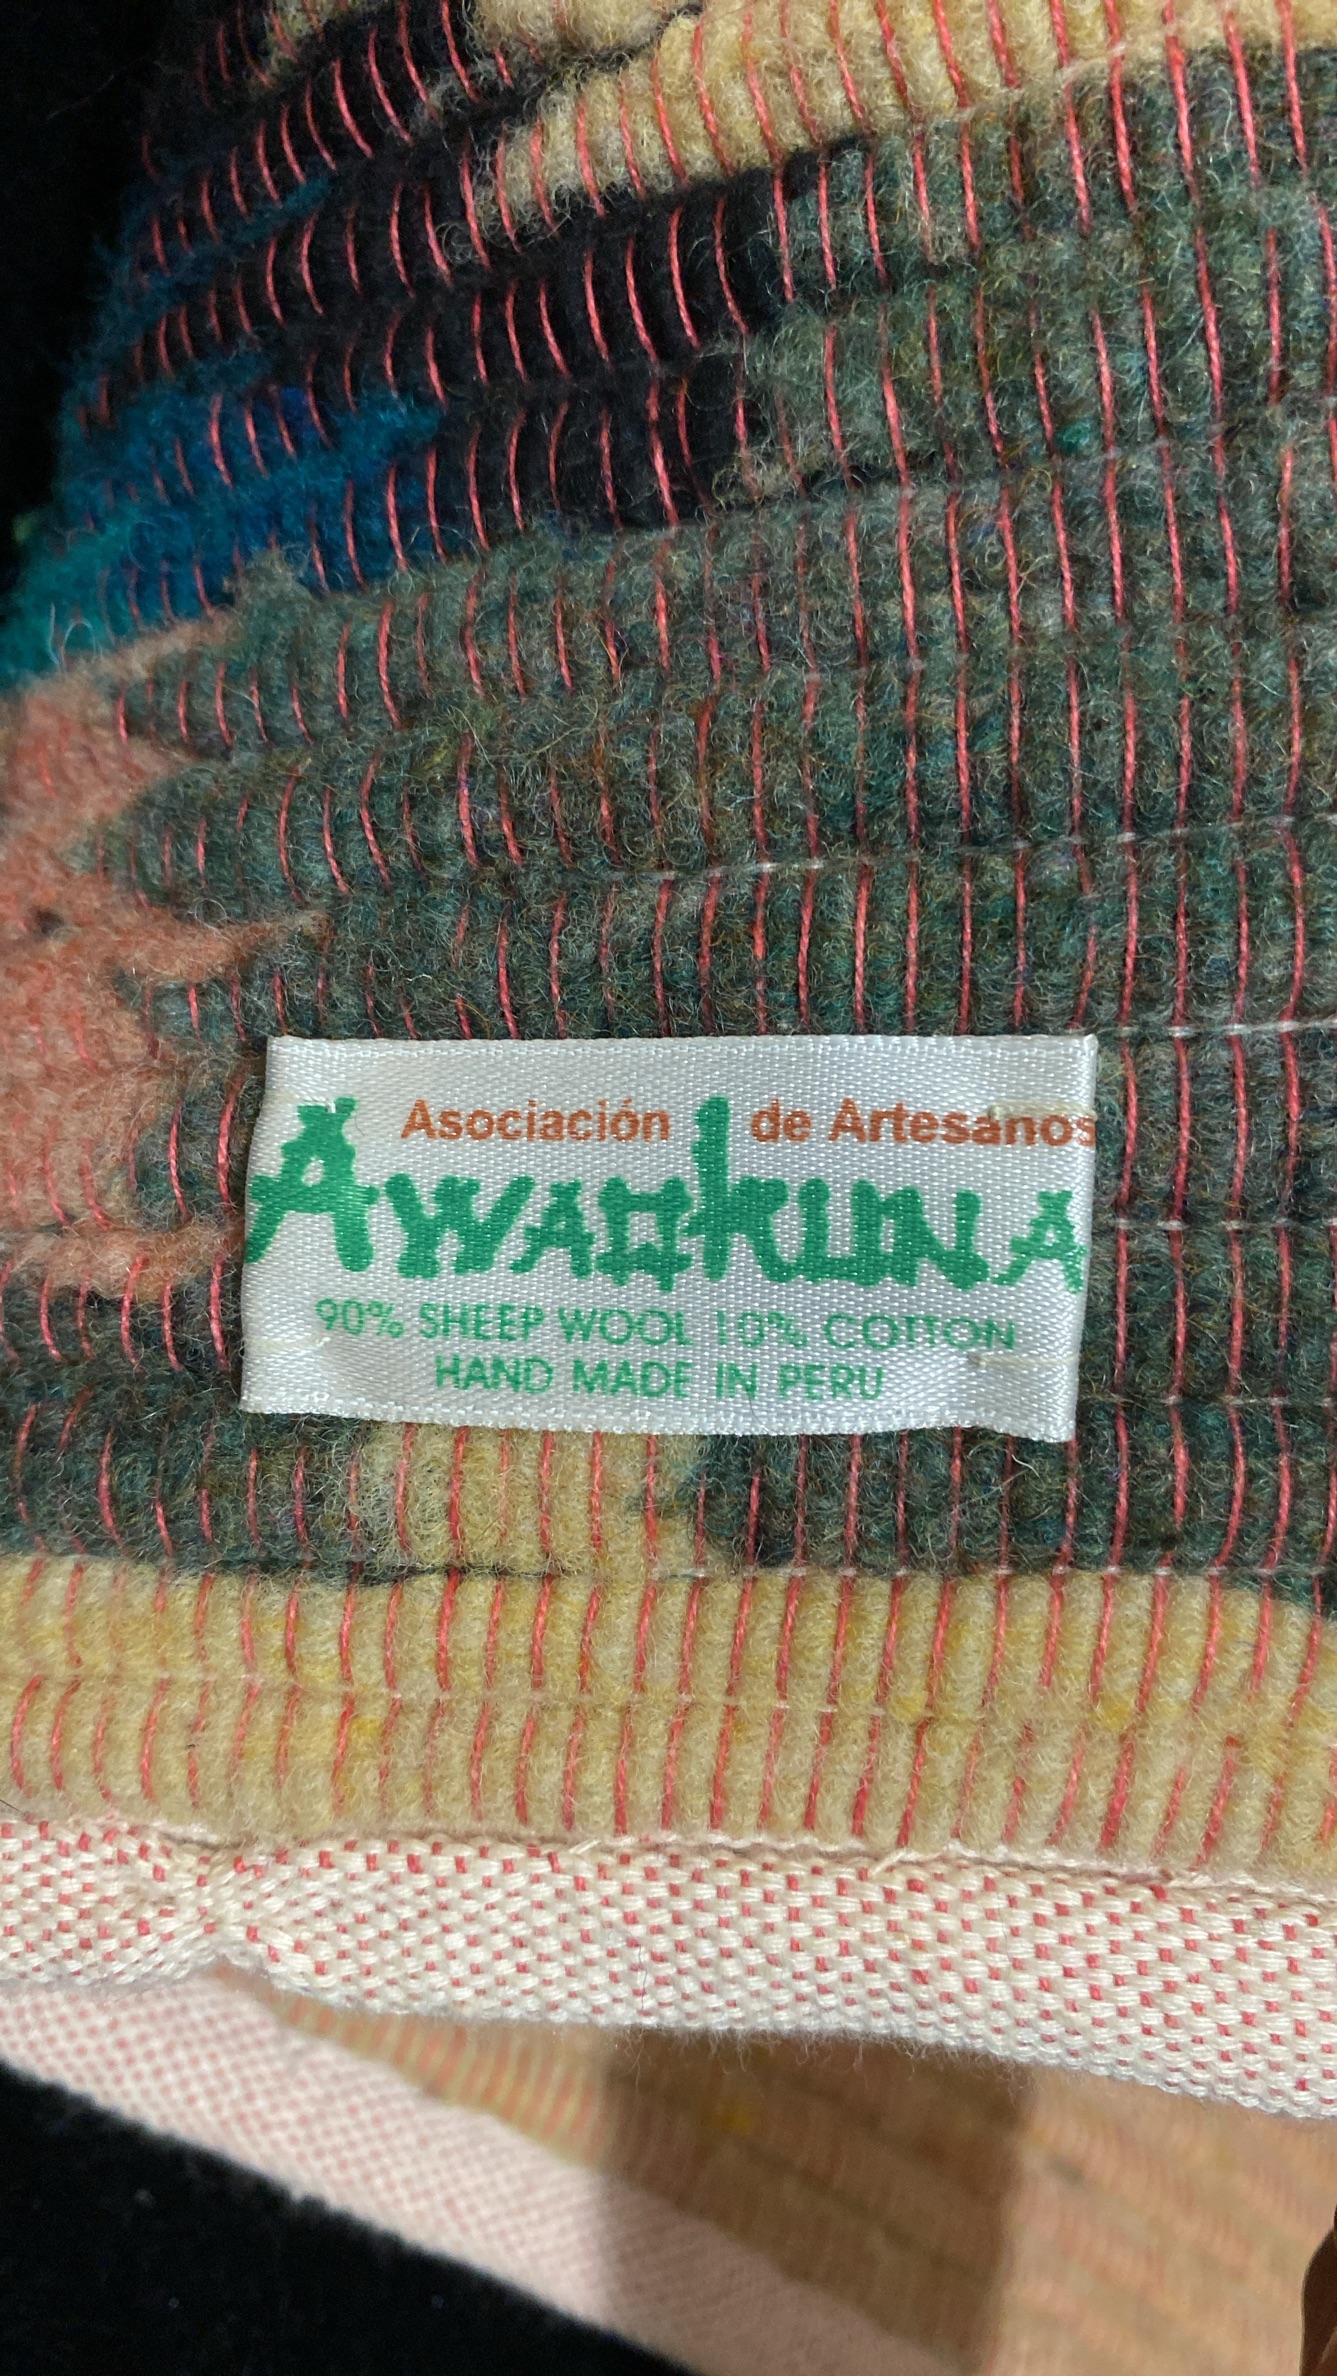 Asociación de Artesanos
AWAQKUNA
90% SHEEP WOOL 10% COTTON
HAND MADE IN PERU